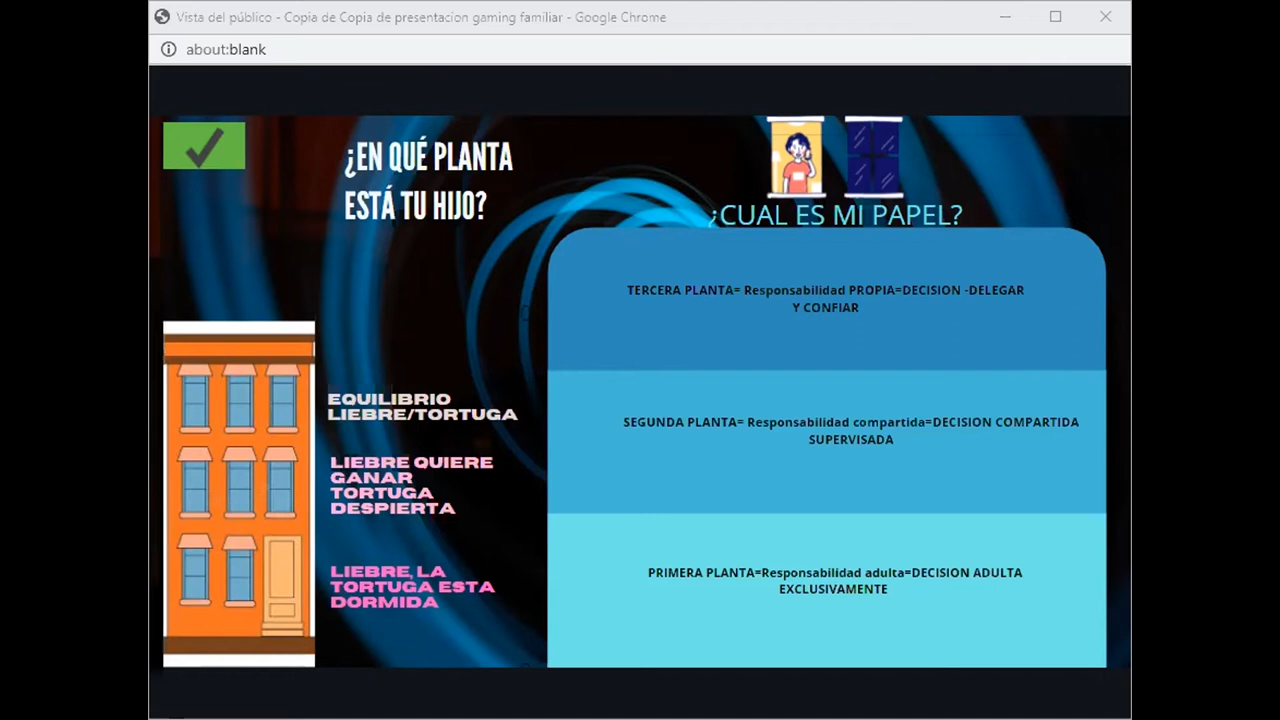 Vista del público - Copia de Copia de presentacion gaming familiar - Google Chrome
about:blank
¿EN QUÉ PLANTA
ESTÁ TU HIJO?
¿CUAL ES MI PAPEL?
TERCERA PLANTA= Responsabilidad PROPIA=DECISION -DELEGAR
Y CONFIAR
EQUILIBRIO
LIEBRE/TORTUGA
SEGUNDA PLANTA= Responsabilidad compartida=DECISION COMPARTIDA
SUPERVISADA
LIEBRE QUIERE
GANAR
TORTUGA
DESPIERTA
PRIMERA PLANTA=Responsabilidad adulta=DECISION ADULTA
EXCLUSIVAMENTE
LIEBRE, LA
TORTUGA ESTA
DORMIDA